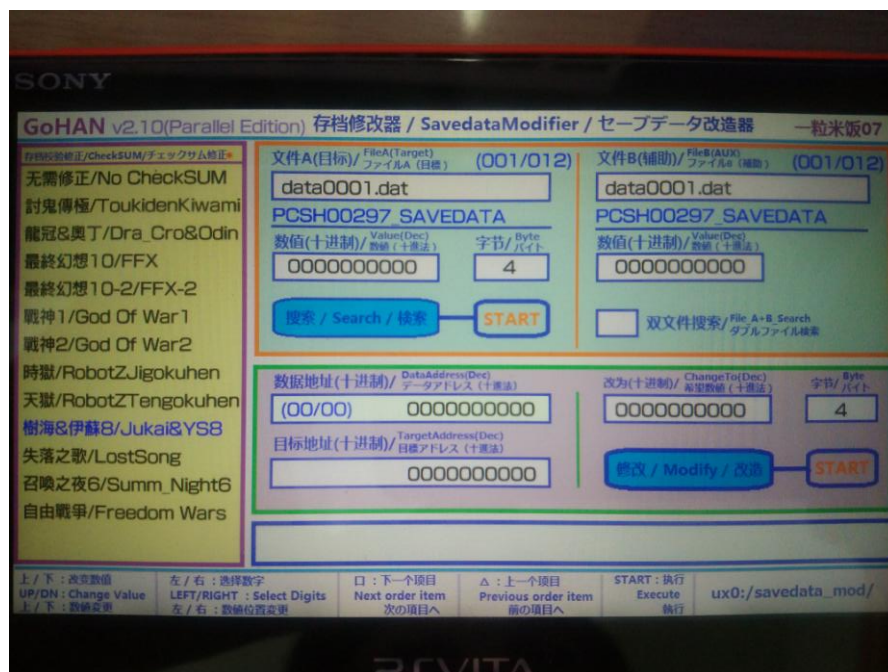 SONY
GoHAN v2.10(Parallel Edition) 存档修改器 / SavedataModifier / セーブデータ改造器 一粒米饭07
存档校验修正/CheckSUM/チェックサム修正
无需修正/No CheckSUM
討鬼傳極/ToukidenKiwami
龍冠&奧丁/Dra_Cro&Odin
最終幻想10/FFX
最終幻想10-2/FFX-2
戰神1/God Of War1
戰神2/God Of War2
時獄/RobotZJigokuhen
天獄/RobotZTengokuhen
樹海&伊蘇8/Jukai&YS8
失落之歌/LostSong
召喚之夜6/Summ_Night6
自由戰爭/Freedom Wars
文件A(目标)/ FileA(Target) ファイルA(目標) (001/012)
data0001.dat
PCSH00297_SAVEDATA
数值(十进制)/ Value(Dec) 数値(十進法) 字节/ Byte バイト
0000000000 4
搜索 / Search / 検索 START
文件B(辅助)/ FileB(AUX) ファイルB(補助) (001/012)
data0001.dat
PCSH00297_SAVEDATA
数值(十进制)/ Value(Dec) 数値(十進法)
0000000000
双文件搜索/ File_A+B_Search ダブルファイル検索
数据地址(十进制)/ DataAddress(Dec) データアドレス(十進法)
(00/00) 0000000000
目标地址(十进制)/ TargetAddress(Dec) 目標アドレス(十進法)
0000000000
改为(十进制)/ ChangeTo(Dec) 希望数値(十進法) 字节/ Byte バイト
0000000000 4
修改 / Modify / 改造 START
上 / 下 : 改变数值
UP/DN : Change Value
上 / 下 : 数値変更
左 / 右 : 选择数字
LEFT/RIGHT : Select Digits
左 / 右 : 数値位置変更
口 : 下一个项目
Next order item
次の項目へ
△ : 上一个项目
Previous order item
前の項目へ
START : 执行
Execute
執行
ux0:/savedata_mod/
PSVITA